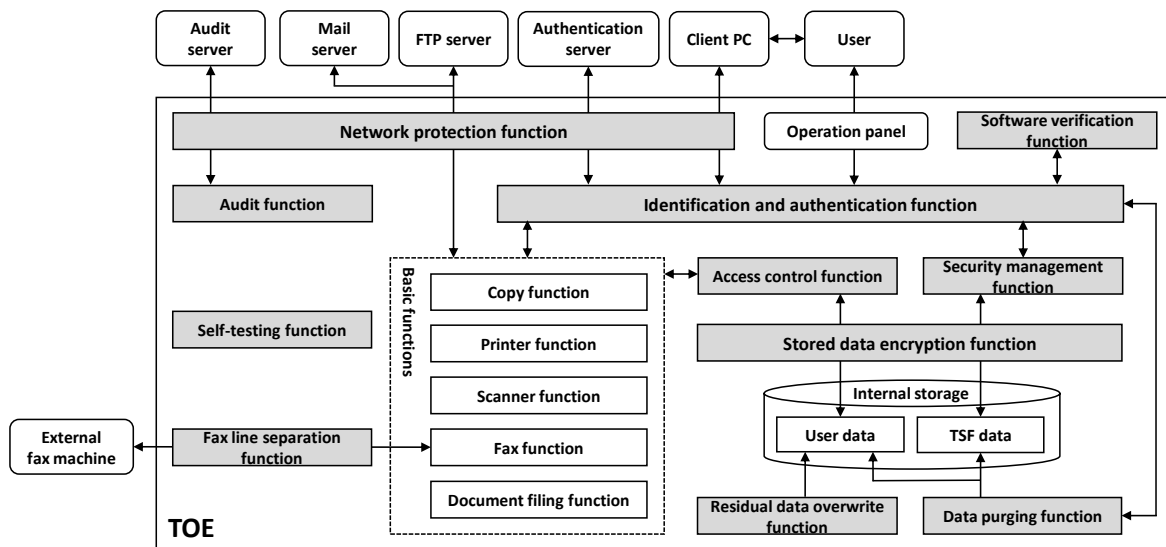 Audit
server
Mail
server
FTP server
Authentication
server
Client PC
User
Network protection function
Operation panel
Software verification
function
Audit function
Identification and authentication function
Basic functions
Copy function
Access control function
Security management
function
Self-testing function
Printer function
Stored data encryption function
Scanner function
Internal storage
External
fax machine
Fax line separation
function
Fax function
User data
TSF data
Document filing function
Residual data overwrite
function
Data purging function
TOE